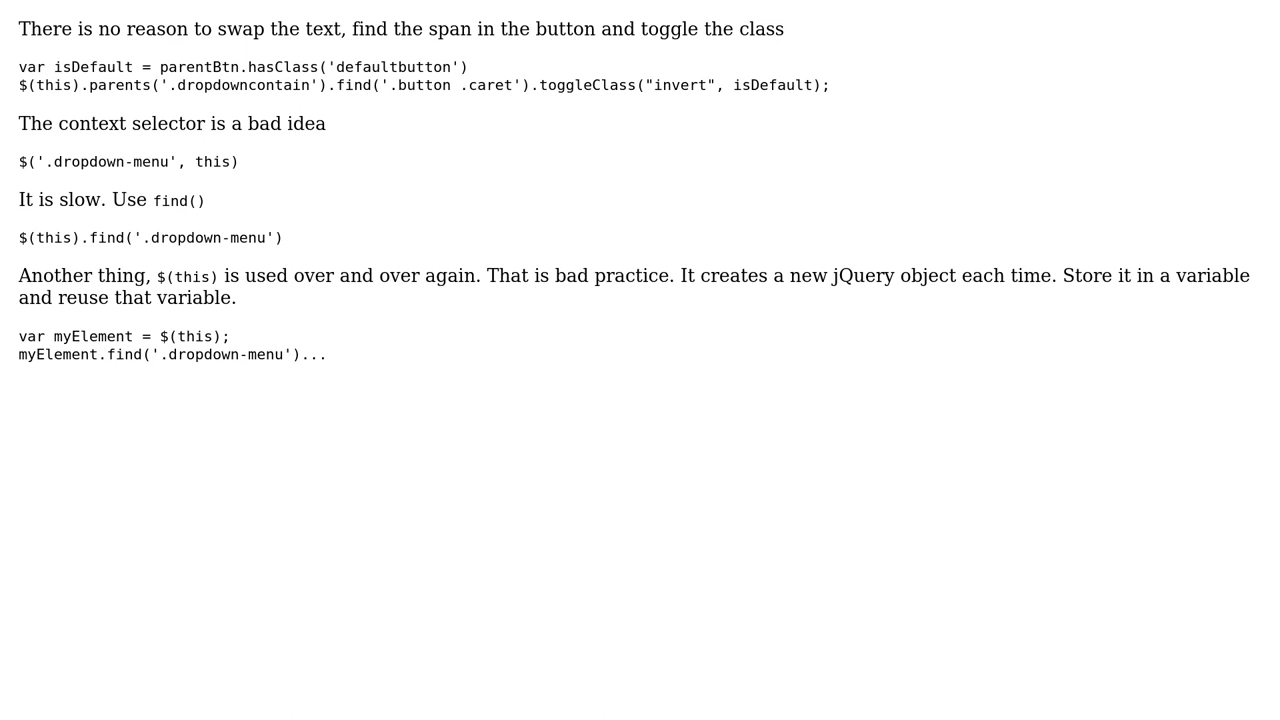 There is no reason to swap the text, find the span in the button and toggle the class
var isDefault = parentBtn.hasClass('defaultbutton')
$(this).parents('.dropdowncontain').find('.button .caret').toggleClass("invert", isDefault);
The context selector is a bad idea
$('.dropdown-menu', this)
It is slow. Use find()
$(this).find('.dropdown-menu')
Another thing, $(this) is used over and over again. That is bad practice. It creates a new jQuery object each time. Store it in a variable
and reuse that variable.
var myElement = $(this);
myElement.find('.dropdown-menu')...